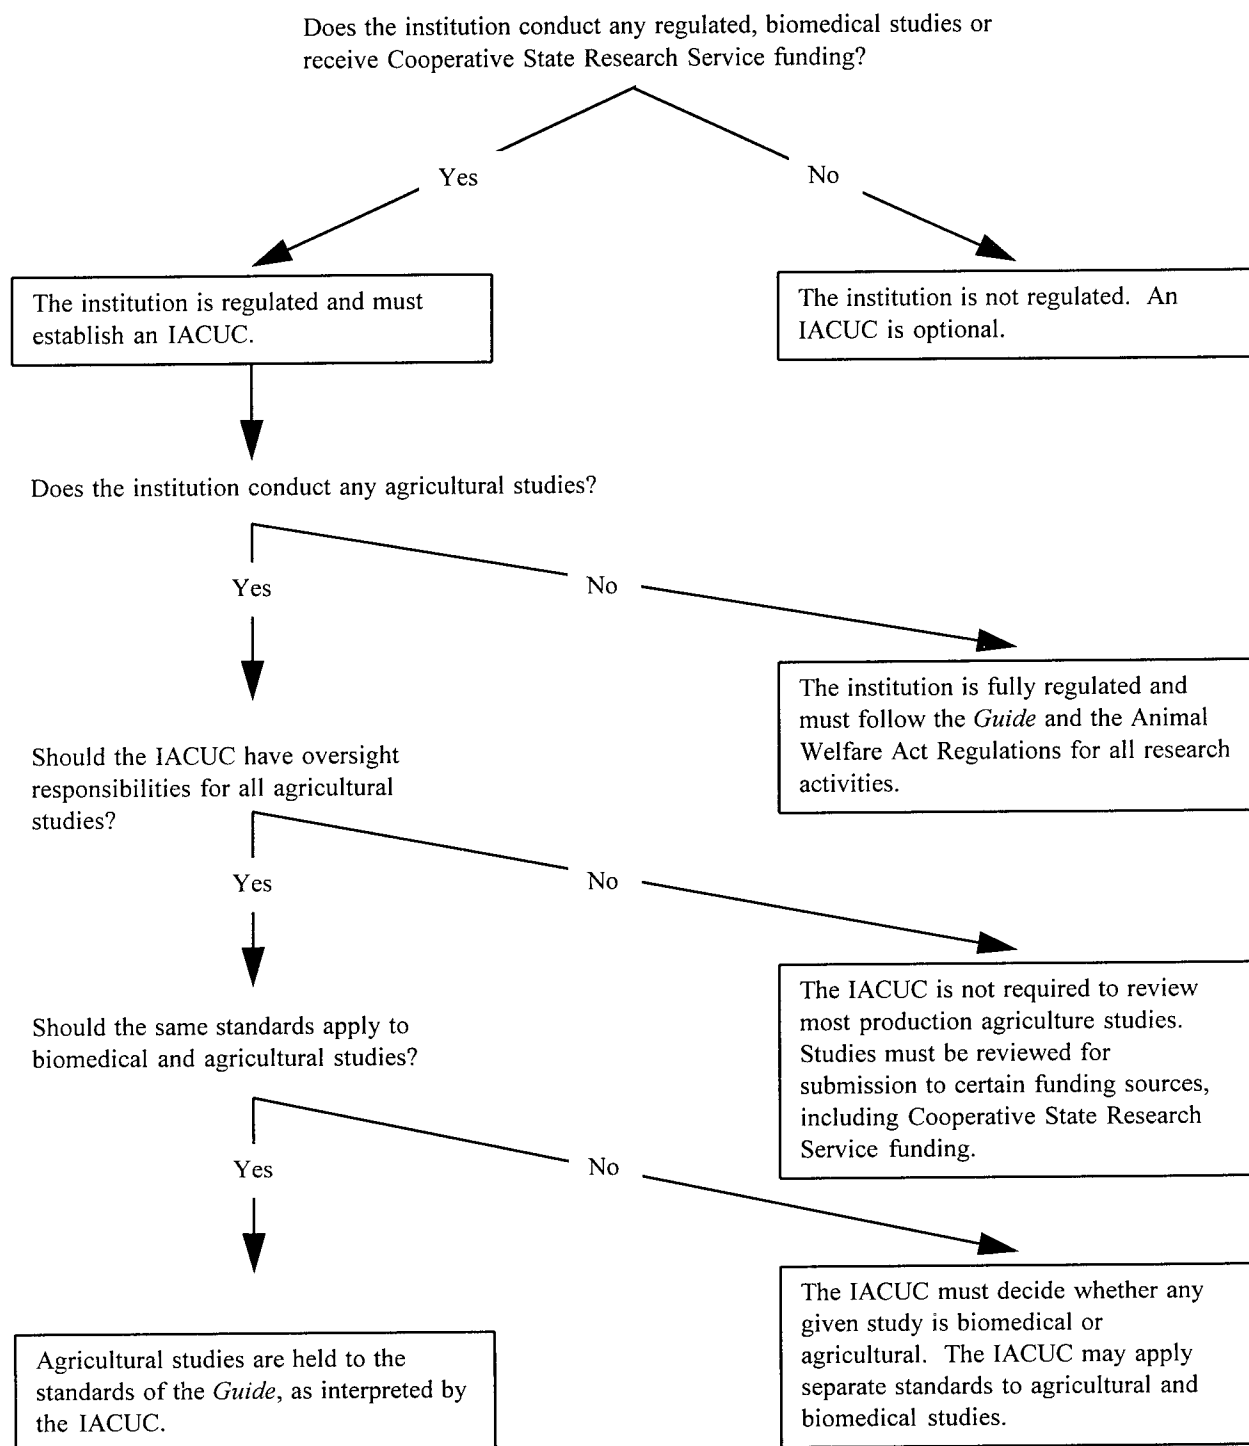 Does the institution conduct any regulated, biomedical studies or
receive Cooperative State Research Service funding?
Yes
No
The institution is regulated and must
establish an IACUC.
The institution is not regulated. An
IACUC is optional.
Does the institution conduct any agricultural studies?
Yes
No
The institution is fully regulated and
must follow the Guide and the Animal
Welfare Act Regulations for all research
activities.
Should the IACUC have oversight
responsibilities for all agricultural
studies?
Yes
No
The IACUC is not required to review
most production agriculture studies.
Studies must be reviewed for
submission to certain funding sources,
including Cooperative State Research
Service funding.
Should the same standards apply to
biomedical and agricultural studies?
Yes
No
The IACUC must decide whether any
given study is biomedical or
agricultural. The IACUC may apply
separate standards to agricultural and
biomedical studies.
Agricultural studies are held to the
standards of the Guide, as interpreted by
the IACUC.